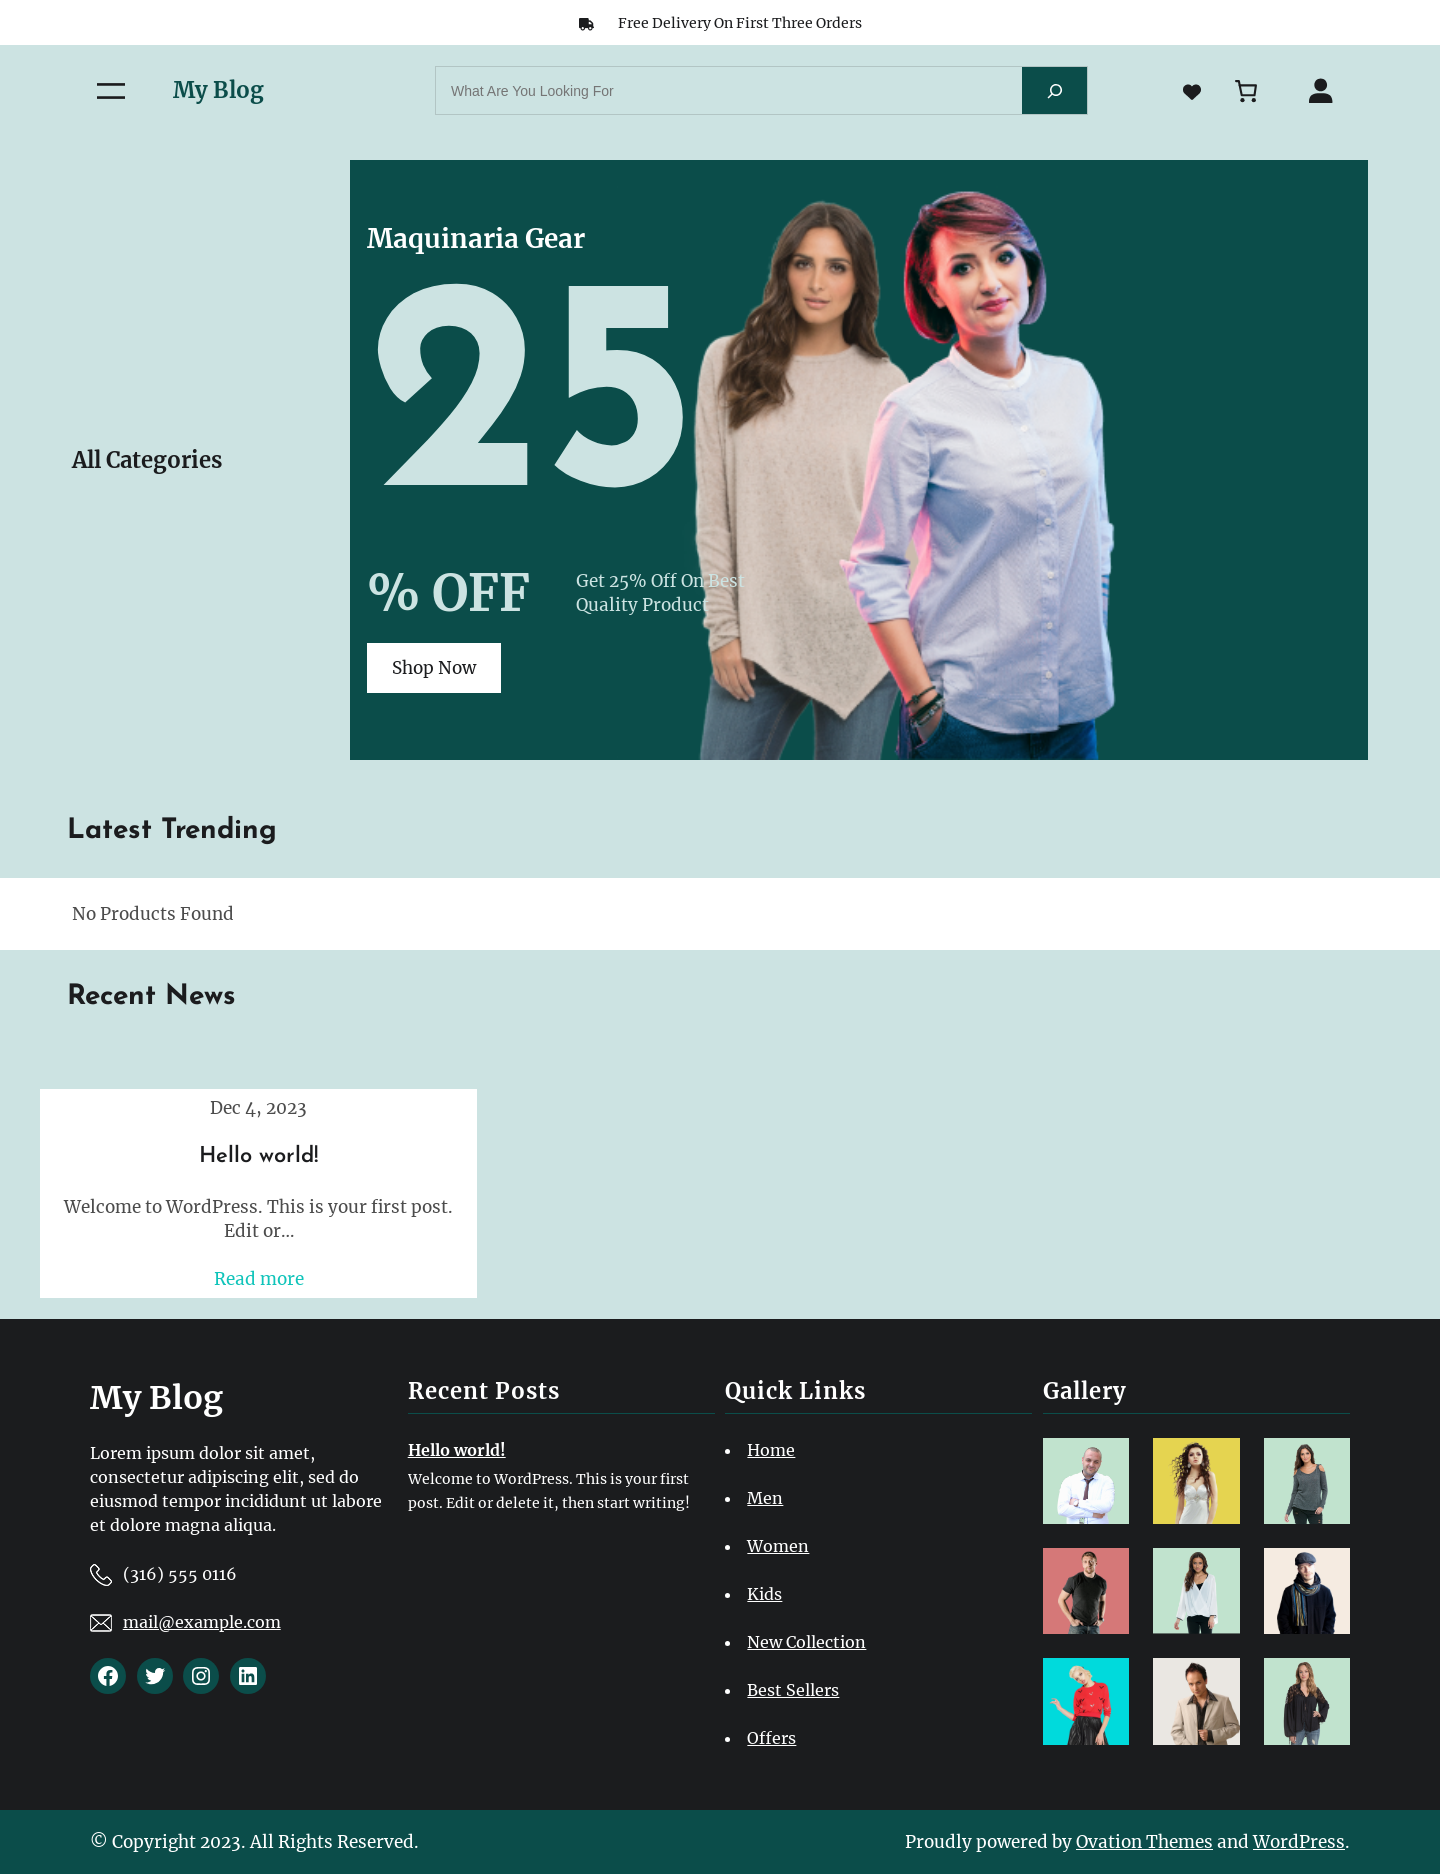 Free Delivery On First Three Orders
My Blog
What Are You Looking For
All Categories
Maquinaria Gear
25
% OFF
Get 25% Off On Best
Quality Product
Shop Now
Latest Trending
No Products Found
Recent News
Dec 4, 2023
Hello world!
Welcome to WordPress. This is your first post.
Edit or…
Read more
My Blog
Lorem ipsum dolor sit amet,
consectetur adipiscing elit, sed do
eiusmod tempor incididunt ut labore
et dolore magna aliqua.
(316) 555 0116
mail@example.com
Recent Posts
Hello world!
Welcome to WordPress. This is your first
post. Edit or delete it, then start writing!
Quick Links
Home
Men
Women
Kids
New Collection
Best Sellers
Offers
Gallery
© Copyright 2023. All Rights Reserved.
Proudly powered by Ovation Themes and WordPress.